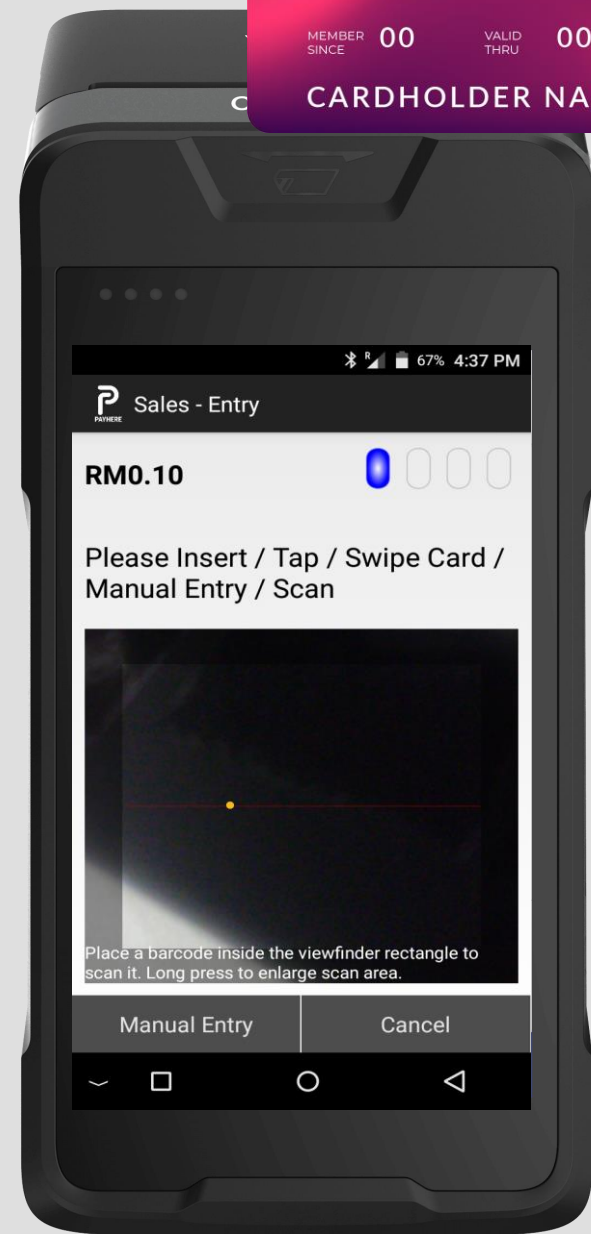 MEMBER SINCE 00 VALID THRU 00
CARDHOLDER NA
67% 4:37 PM
PAYHERE Sales - Entry
RM0.10
Please Insert / Tap / Swipe Card /
Manual Entry / Scan
Place a barcode inside the viewfinder rectangle to
scan it. Long press to enlarge scan area.
Manual Entry Cancel